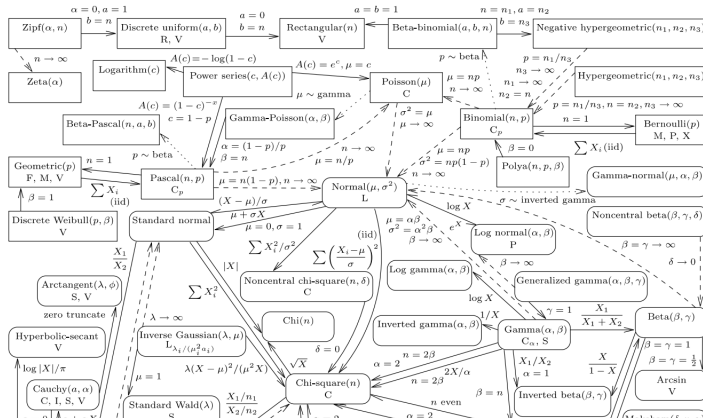 α = 0, a = 1
b = n
Zipf(α, n)
Discrete uniform(a, b)
R, V
a = 0
b = n
Rectangular(n)
V
a = b = 1
Beta-binomial(a, b, n)
n = n₁, a = n₂
b = n₃
Negative hypergeometric(n₁, n₂, n₃)
n → ∞
Zeta(α)
A(c) = − log(1 − c)
Logarithm(c)
Power series(c, A(c))
A(c) = eᶜ, μ = c
Poisson(μ)
C
p ∼ beta
p = n₁/n₃
n₃ → ∞
n₁ → ∞
n₂ = n
Hypergeometric(n₁, n₂, n₃)
μ = np
n → ∞
μ ∼ gamma
A(c) = (1 − c)⁻ˣ
c = 1 − p
Beta-Pascal(n, a, b)
Gamma-Poisson(α, β)
σ² = μ
μ → ∞
Binomial(n, p)
Cₚ
p = n₁/n₃, n = n₂, n₃ → ∞
n = 1
∑ Xᵢ (iid)
Bernoulli(p)
M, P, X
p ∼ beta
α = (1 − p)/p
β = n
n → ∞
μ = n/p
μ = np
σ² = np(1 − p)
n → ∞
β = 0
Polya(n, p, β)
Geometric(p)
F, M, V
n = 1
∑ Xᵢ
(iid)
Pascal(n, p)
Cₚ
μ = n(1 − p), n → ∞
Normal(μ, σ²)
L
σ ∼ inverted gamma
Gamma-normal(μ, α, β)
β = 1
Discrete Weibull(p, β)
V
Standard normal
(X − μ)/σ
μ + σX
μ = 0, σ = 1
∑ Xᵢ²/σ²
(iid)
∑ ((Xᵢ−μ)/σ)²
μ = αβ
σ² = α²β
β → ∞
log X
eˣ
Log normal(α, β)
P
Noncentral beta(β, γ, δ)
β = γ → ∞
δ → 0
X₁/X₂
Arctangent(λ, φ)
S, V
zero truncate
|X|
∑ Xᵢ²
Noncentral chi-square(n, δ)
C
Log gamma(α, β)
β → ∞
log X
Generalized gamma(α, β, γ)
γ = 1
λ → ∞
Hyperbolic-secant
V
Inverse Gaussian(λ, μ)
Chi(n)
Inverted gamma(α, β)
1/X
Gamma(α, β)
Cα, S
X₁/(X₁ + X₂)
Beta(β, γ)
log |X|/π
μ = 1
λ(X − μ)²/(μ²X)
√X
δ = 0
α = 2
n = 2β
2X/α
n = 2β
X₁/X₂
α = 1
X/(1 − X)
β = γ = 1
β = γ = ½
Arcsin
V
Cauchy(a, α)
C, I, S, V
Chi-square(n)
C
n even
β = n
Inverted beta(β, γ)
Standard Wald(λ)
S
X₁/n₁
X₂/n₂
α = 2